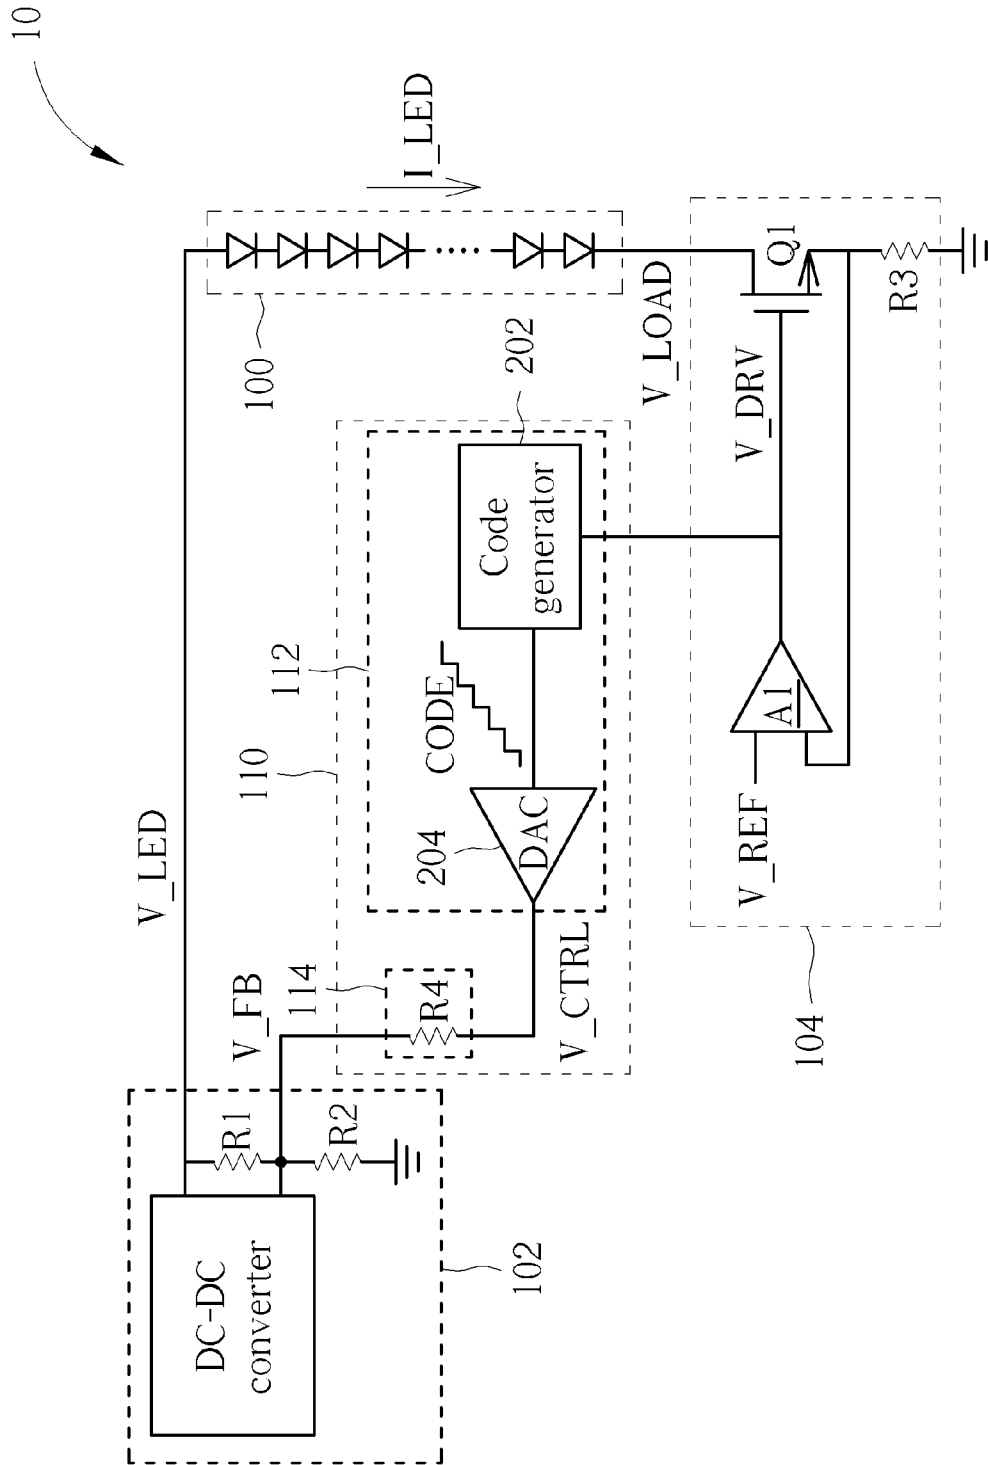 10
I_LED
V_LED
100
V_FB
114
110
112
202
CODE
Code
generator
204
DAC
R4
V_CTRL
V_LOAD
DC-DC
converter
R1
R2
102
V_DRV
Q1
R3
A1
V_REF
104